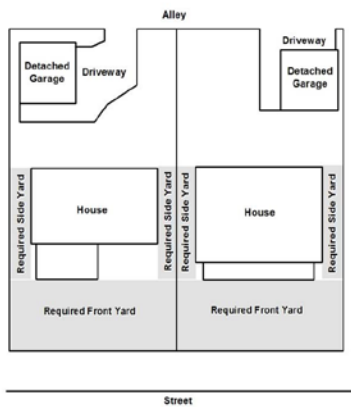 Alley
Detached
Garage
Driveway
Driveway
Detached
Garage
Required Side Yard
House
Required Side Yard
Required Side Yard
House
Required Side Yard
Required Front Yard
Required Front Yard
Street